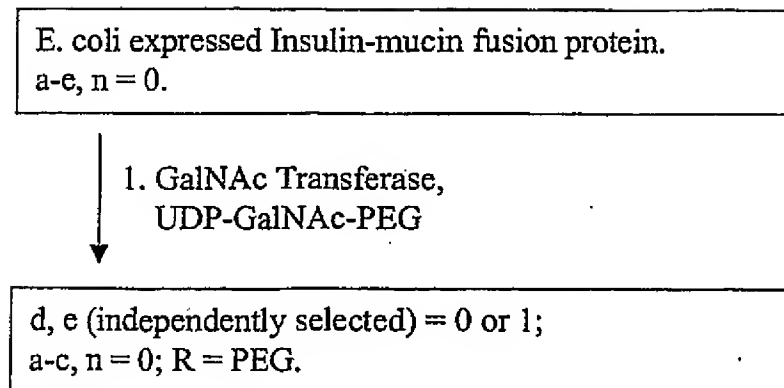 E. coli expressed Insulin-mucin fusion protein.
a-e, n = 0.
1. GalNAc Transferase,
UDP-GalNAc-PEG
d, e (independently selected) = 0 or 1;
a-c, n = 0; R = PEG.